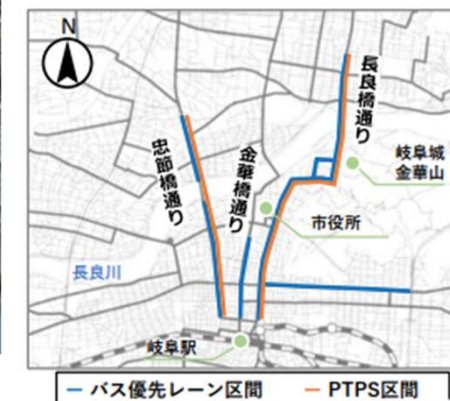 N
長良橋通り
忠節橋通り
金華橋通り
岐阜城
金華山
市役所
長良川
岐阜駅
バス優先レーン区間
PTPS区間